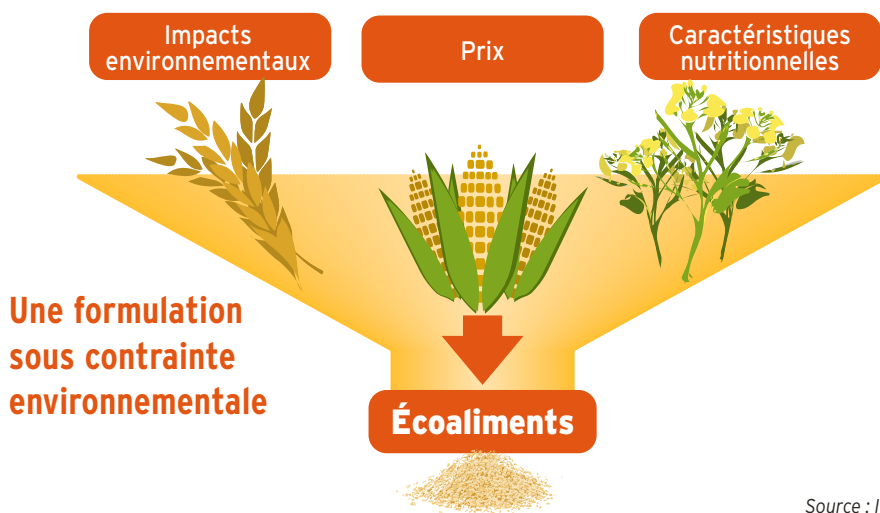 Impacts
environnementaux
Prix
Caractéristiques
nutritionnelles
Une formulation
sous contrainte
environnementale
Écoaliments
Source :